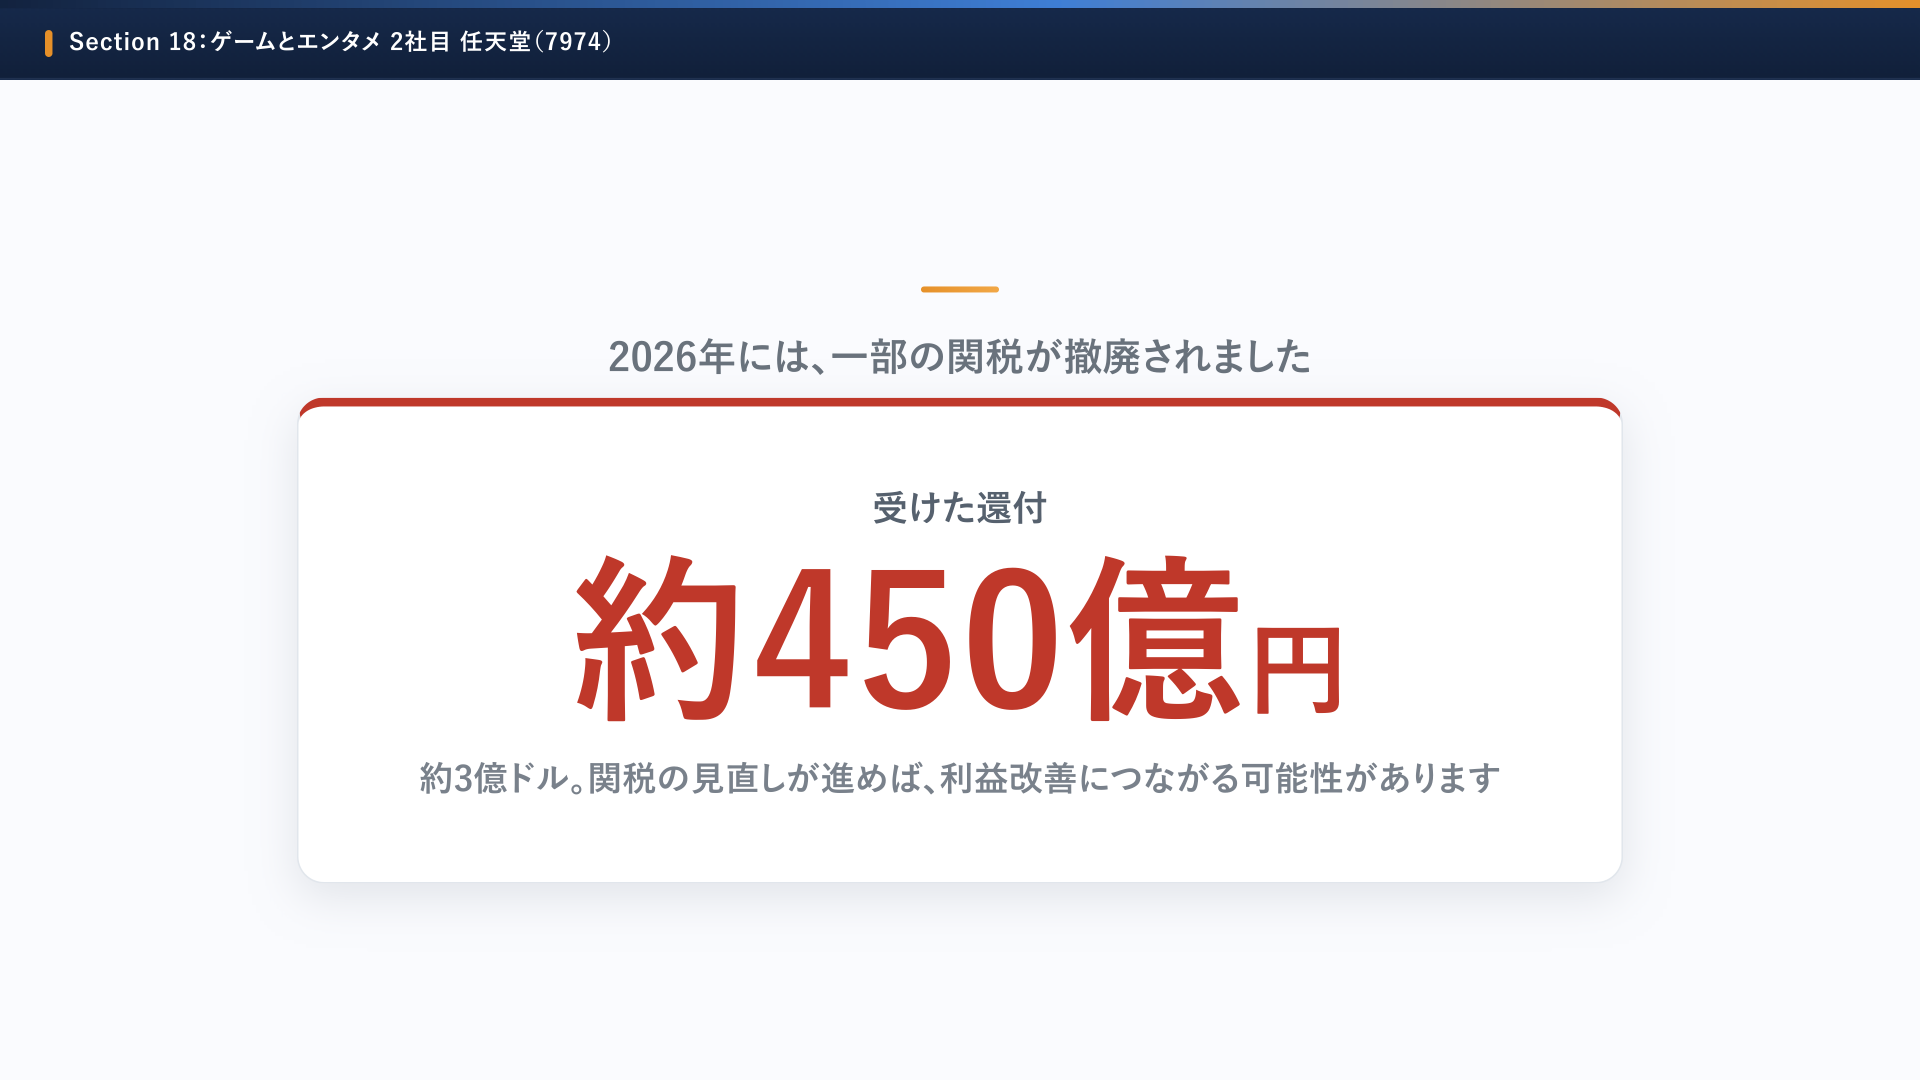 Section 18：ゲームとエンタメ 2社目 任天堂（7974）
2026年には、一部の関税が撤廃されました
受けた還付
約450億円
約3億ドル。関税の見直しが進めば、利益改善につながる可能性があります